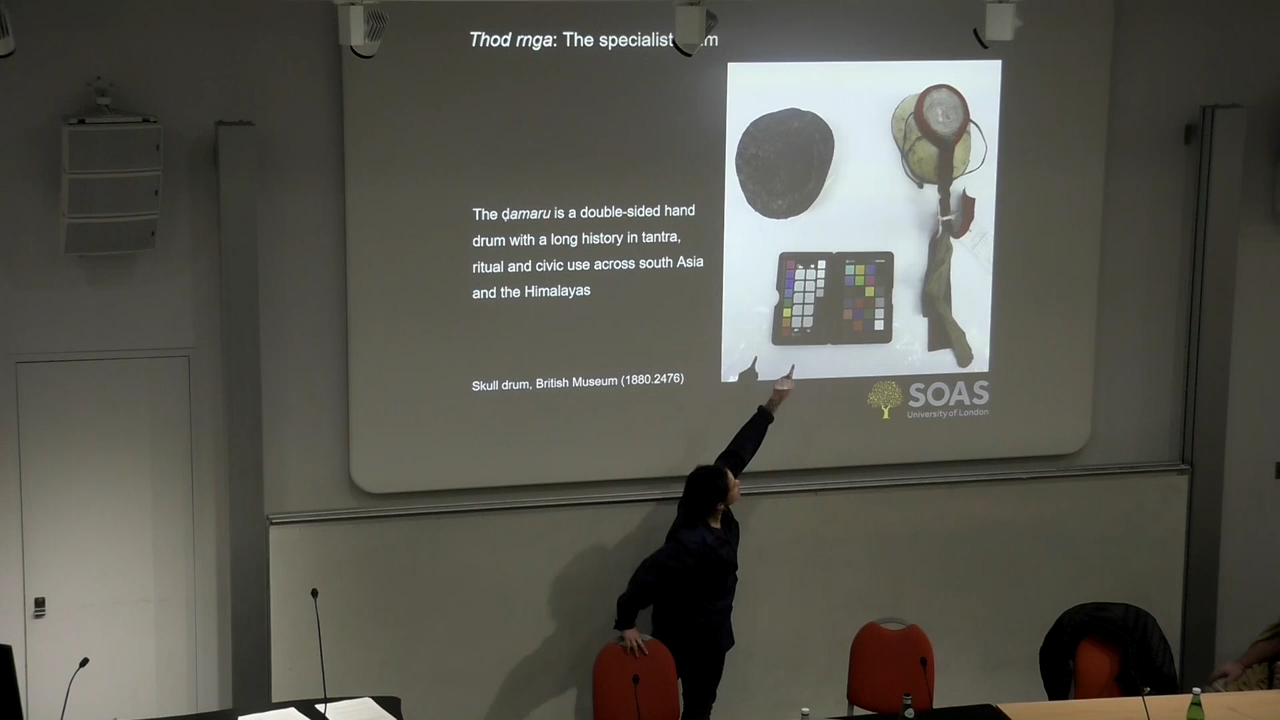 Thod rnga: The specialist
The ḍamaru is a double-sided hand
drum with a long history in tantra,
ritual and civic use across south Asia
and the Himalayas
Skull drum, British Museum (1880.2476)
SOAS
University of London